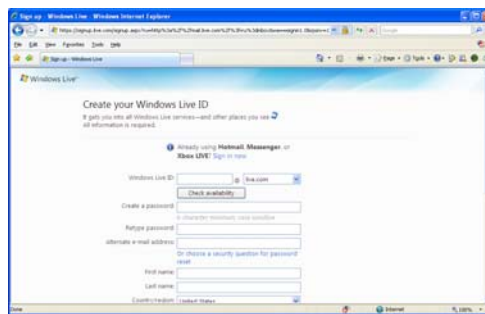 Sign up - Windows Live - Windows Internet Explorer
File Edit View Favorites Tools Help
Sign up - Windows Live
Windows Live
Create your Windows Live ID
It gets you into all Windows Live services—and other places you see
All information is required.
Already using Hotmail, Messenger, or
Xbox LIVE? Sign in now
Windows Live ID: @ live.com
Check availability
Create a password:
6-character minimum; case sensitive
Retype password:
Alternate e-mail address:
Or choose a security question for password
reset
First name:
Last name:
Country/region: United States
Done Internet 100%